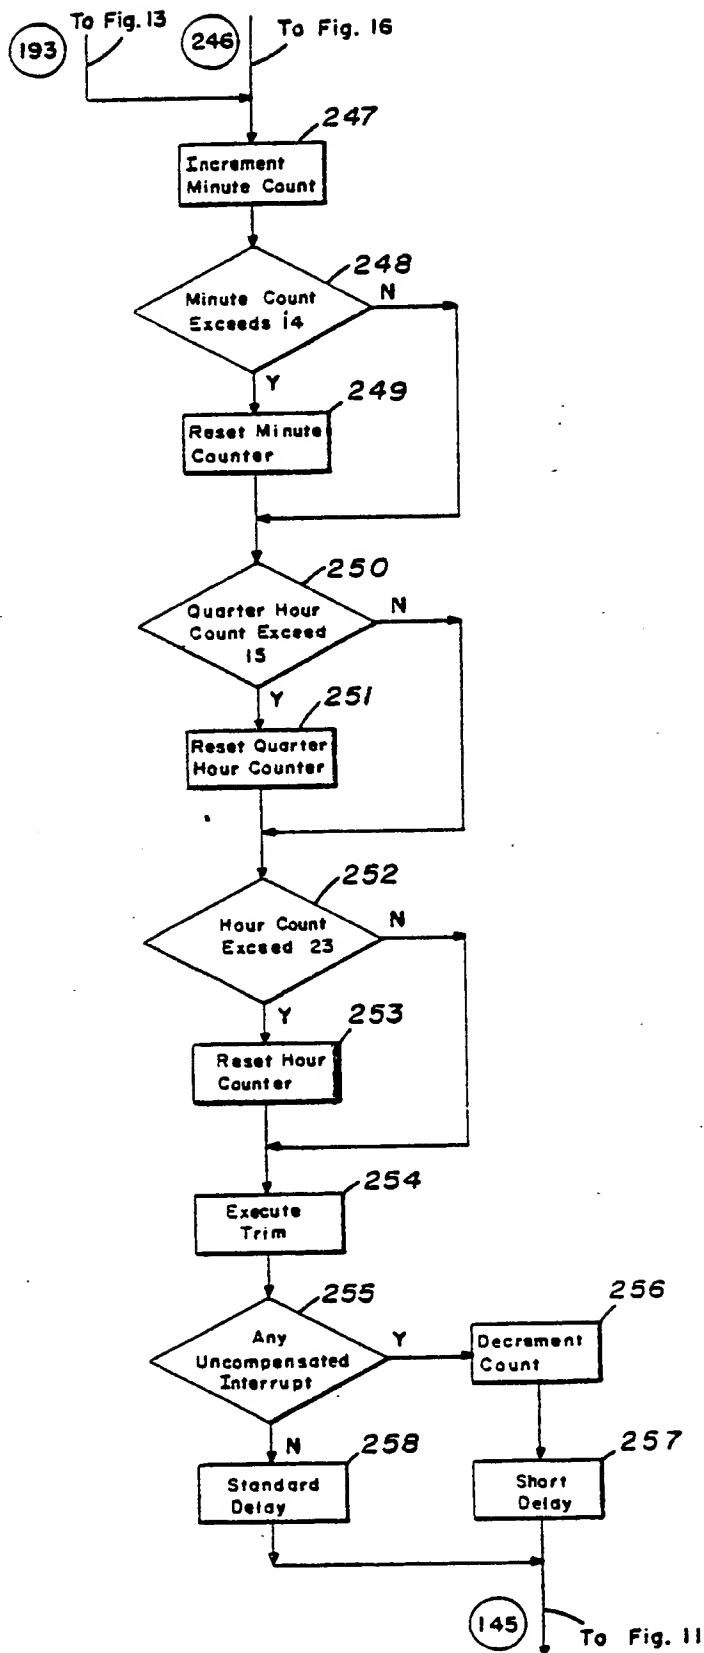 To Fig. 13
193
246
To Fig. 16
247
Increment
Minute Count
248
Minute Count
Exceeds 14
N
Y
249
Reset Minute
Counter
250
Quarter Hour
Count Exceed
15
N
Y
251
Reset Quarter
Hour Counter
252
Hour Count
Exceed 23
N
Y
253
Reset Hour
Counter
254
Execute
Trim
255
Any
Uncompensated
Interrupt
Y
N
256
Decrement
Count
258
Standard
Delay
257
Short
Delay
145
To Fig. 11